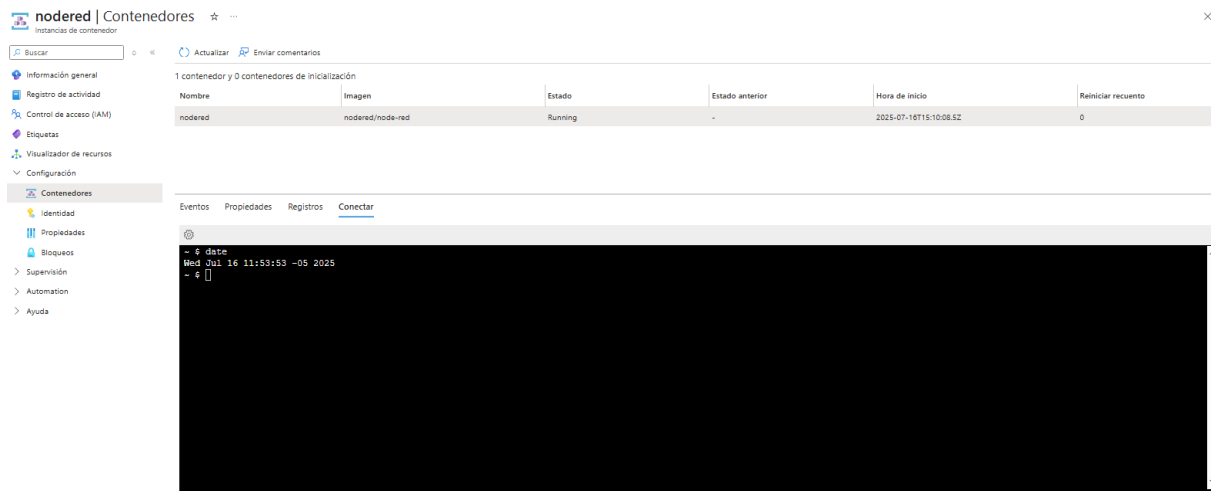 nodered | Contenedores
Instancias de contenedor
Buscar
Actualizar Enviar comentarios
Información general
Registro de actividad
Control de acceso (IAM)
Etiquetas
Visualizador de recursos
Configuración
Contenedores
Identidad
Propiedades
Bloqueos
Supervisión
Automation
Ayuda
1 contenedor y 0 contenedores de inicialización
Nombre Imagen Estado Estado anterior Hora de inicio Reiniciar recuento
nodered nodered/node-red Running - 2025-07-16T15:10:08.5Z 0
Eventos Propiedades Registros Conectar
~ $ date
Wed Jul 16 11:53:53 -05 2025
~ $